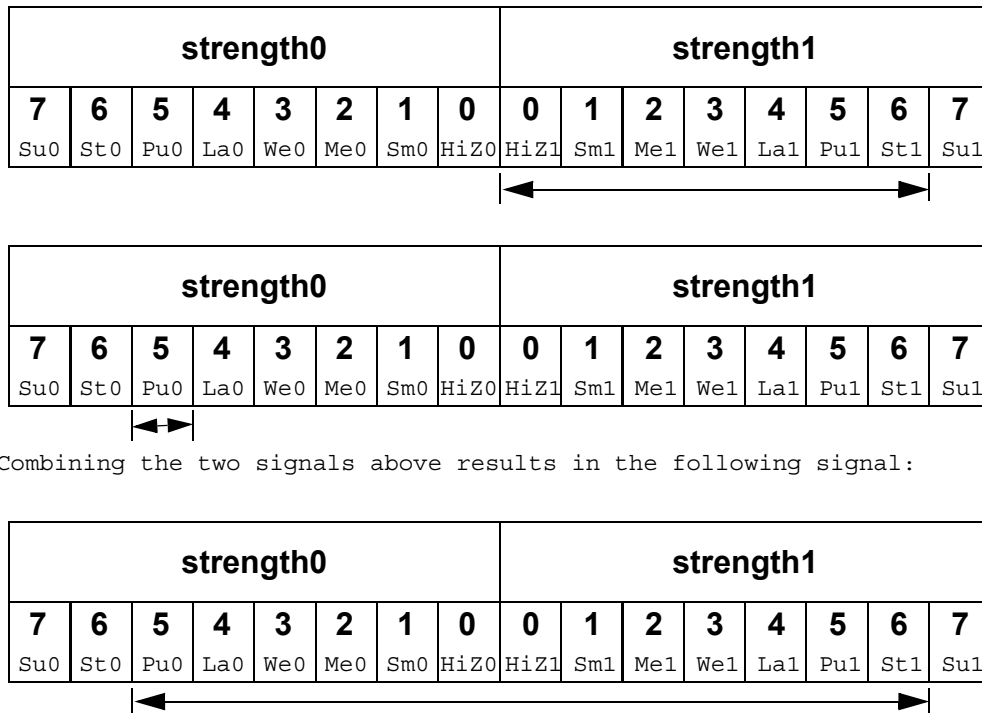 strength0 strength1
7 6 5 4 3 2 1 0 0 1 2 3 4 5 6 7
Su0 St0 Pu0 La0 We0 Me0 Sm0 HiZ0 HiZ1 Sm1 Me1 We1 La1 Pu1 St1 Su1
strength0 strength1
7 6 5 4 3 2 1 0 0 1 2 3 4 5 6 7
Su0 St0 Pu0 La0 We0 Me0 Sm0 HiZ0 HiZ1 Sm1 Me1 We1 La1 Pu1 St1 Su1
Combining the two signals above results in the following signal:
strength0 strength1
7 6 5 4 3 2 1 0 0 1 2 3 4 5 6 7
Su0 St0 Pu0 La0 We0 Me0 Sm0 HiZ0 HiZ1 Sm1 Me1 We1 La1 Pu1 St1 Su1